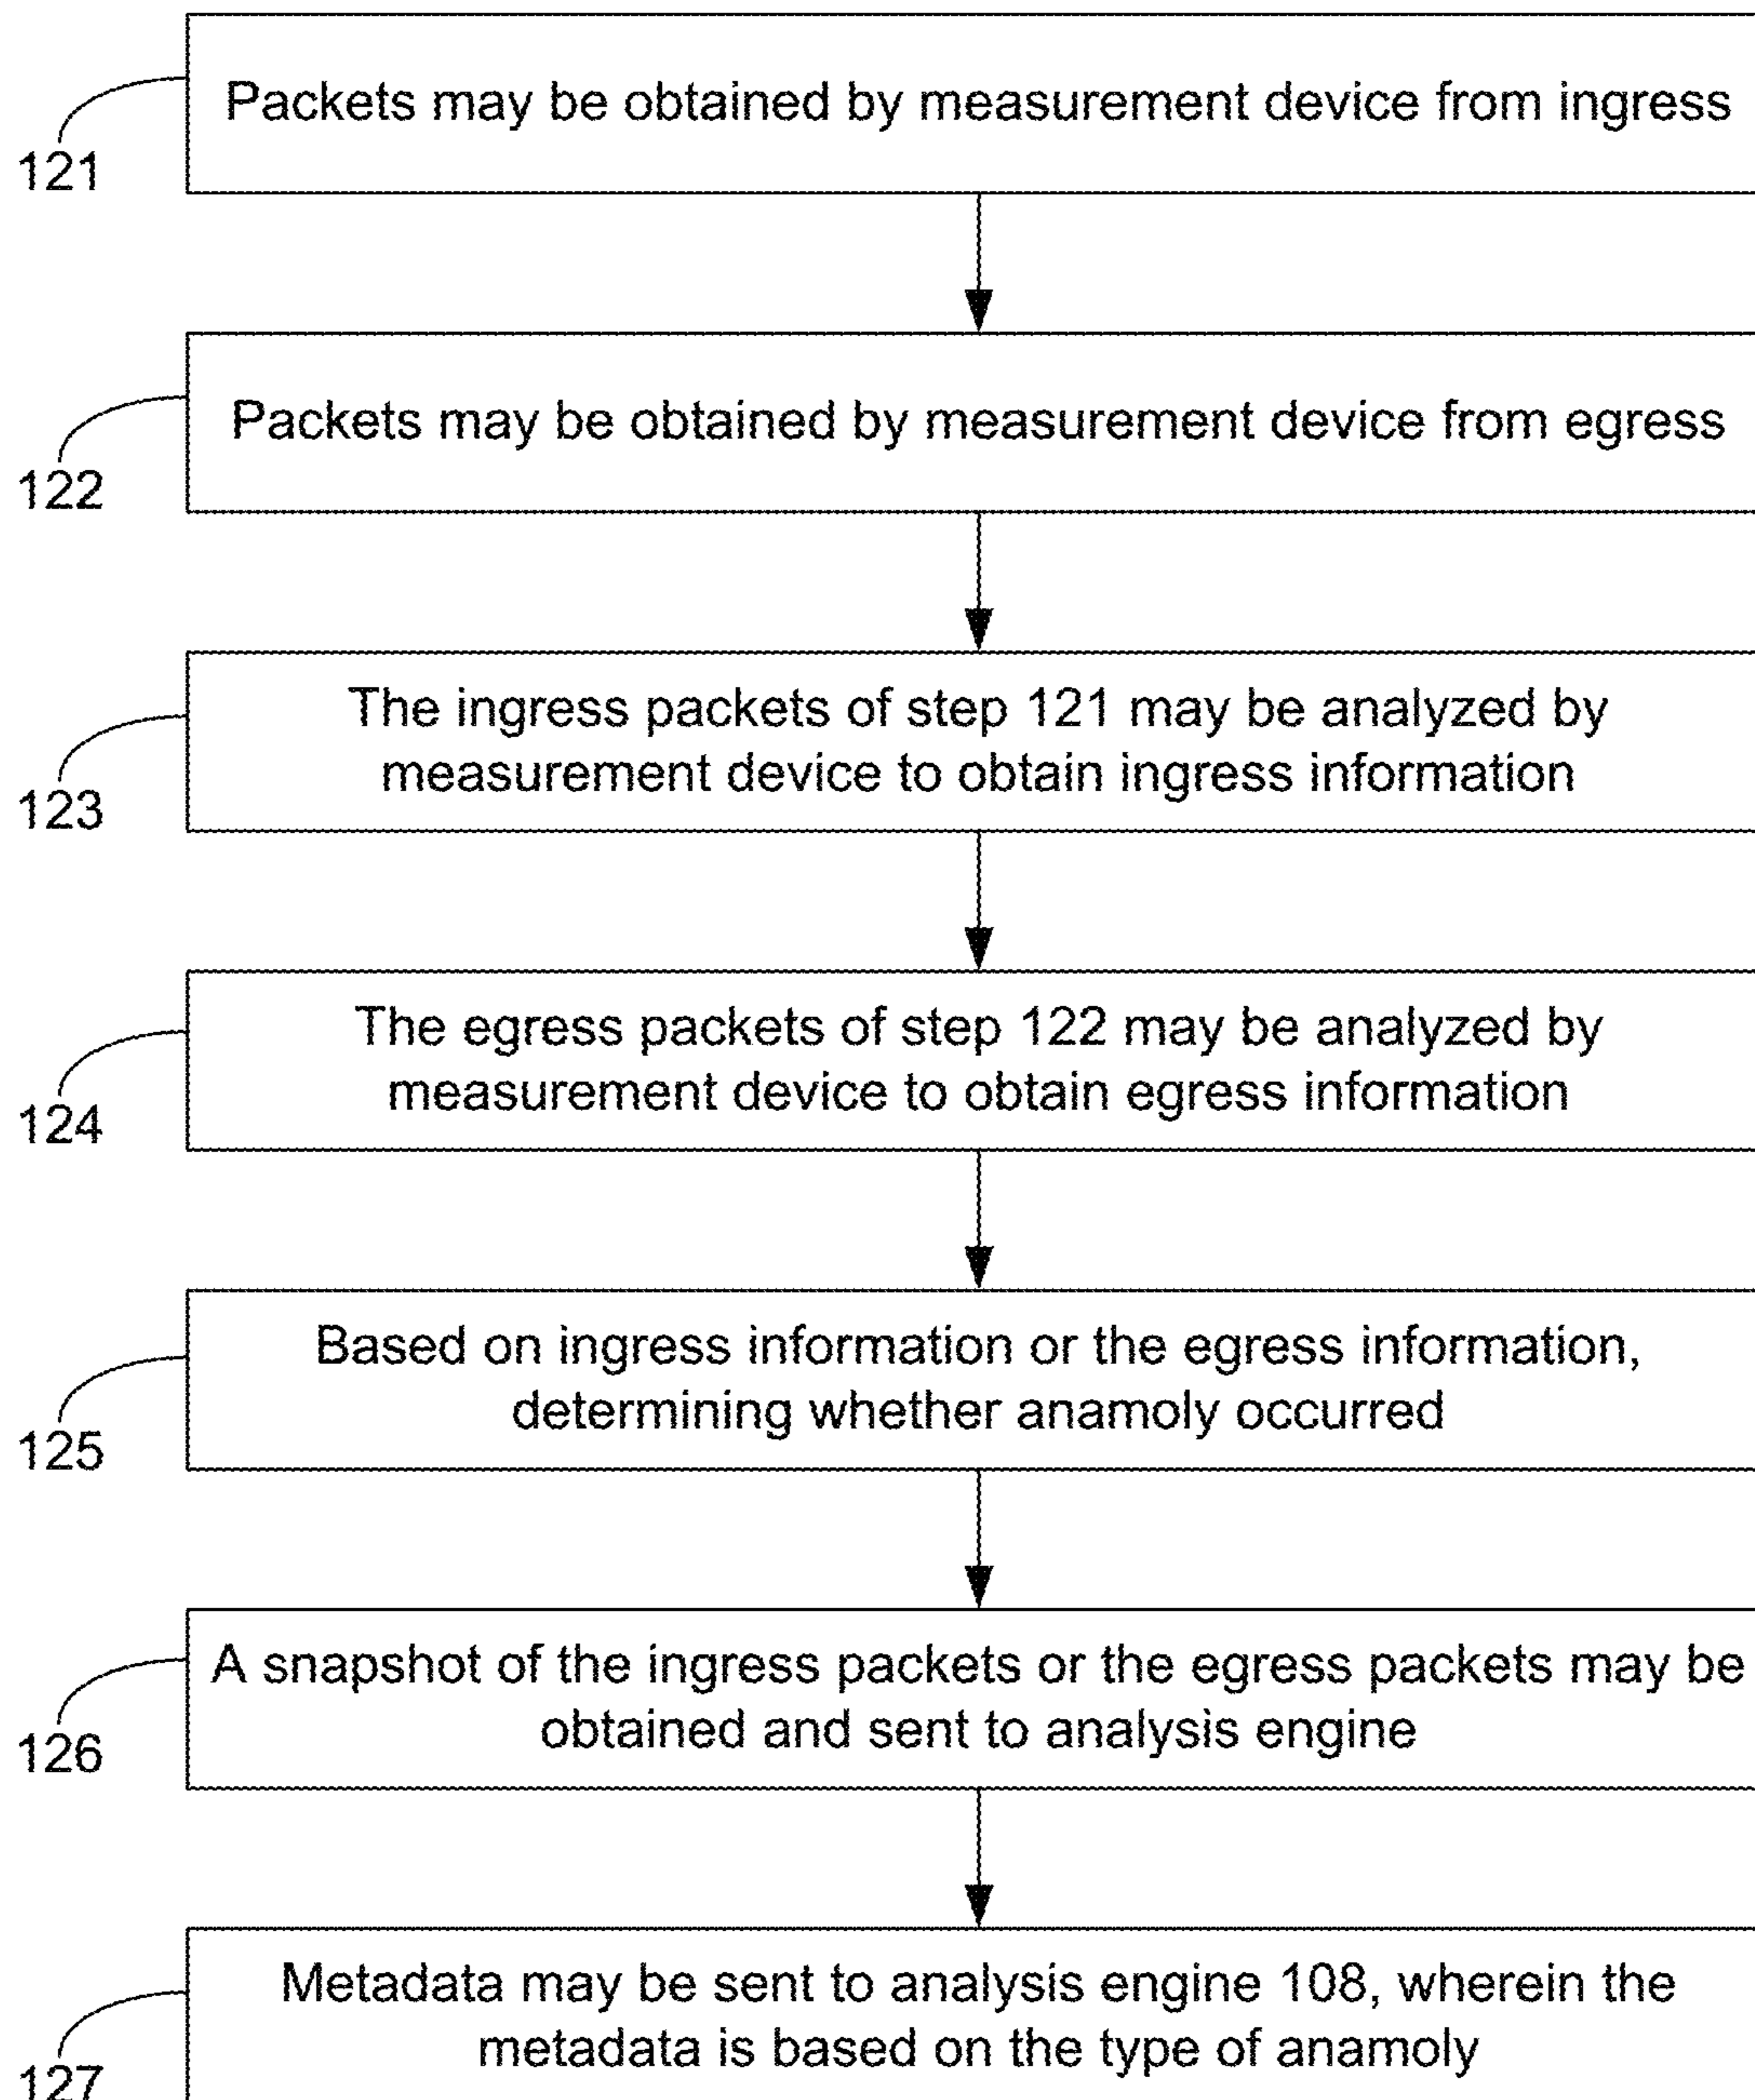 Packets may be obtained by measurement device from ingress
121
Packets may be obtained by measurement device from egress
122
The ingress packets of step 121 may be analyzed by
measurement device to obtain ingress information
123
The egress packets of step 122 may be analyzed by
measurement device to obtain egress information
124
Based on ingress information or the egress information,
determining whether anamoly occurred
125
A snapshot of the ingress packets or the egress packets may be
obtained and sent to analysis engine
126
Metadata may be sent to analysis engine 108, wherein the
metadata is based on the type of anamoly
127